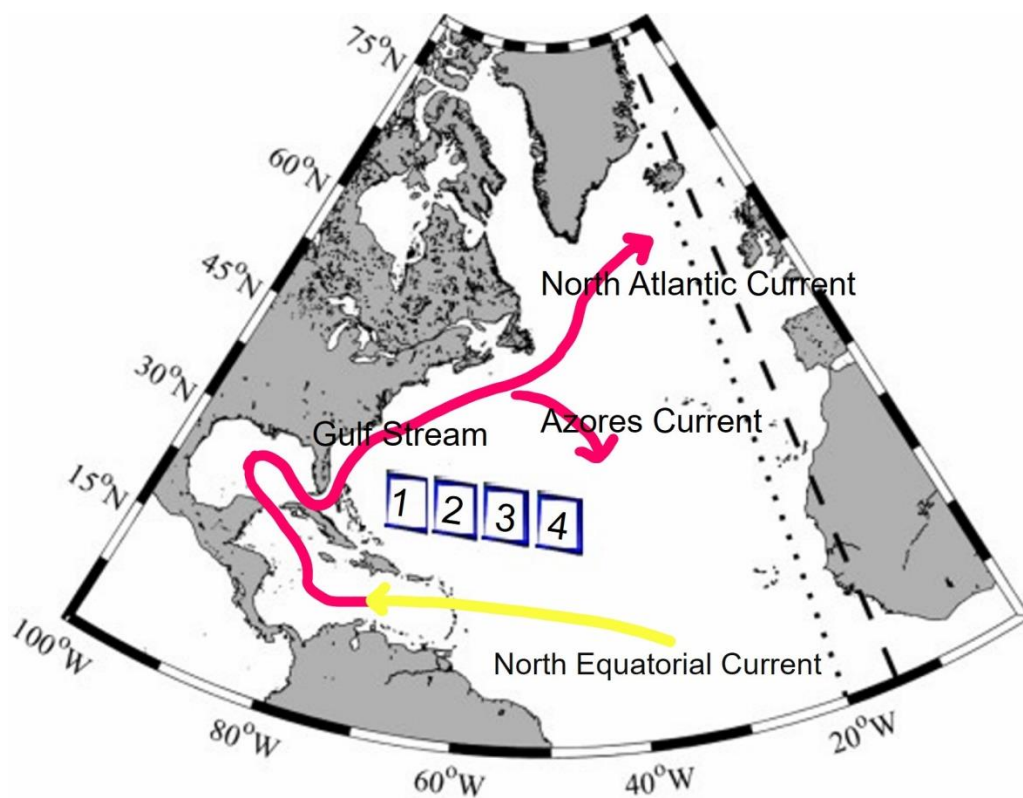 75°N
60°N
45°N
30°N
15°N
North Atlantic Current
Azores Current
Gulf Stream
1 2 3 4
North Equatorial Current
100°W
80°W
60°W
40°W
20°W